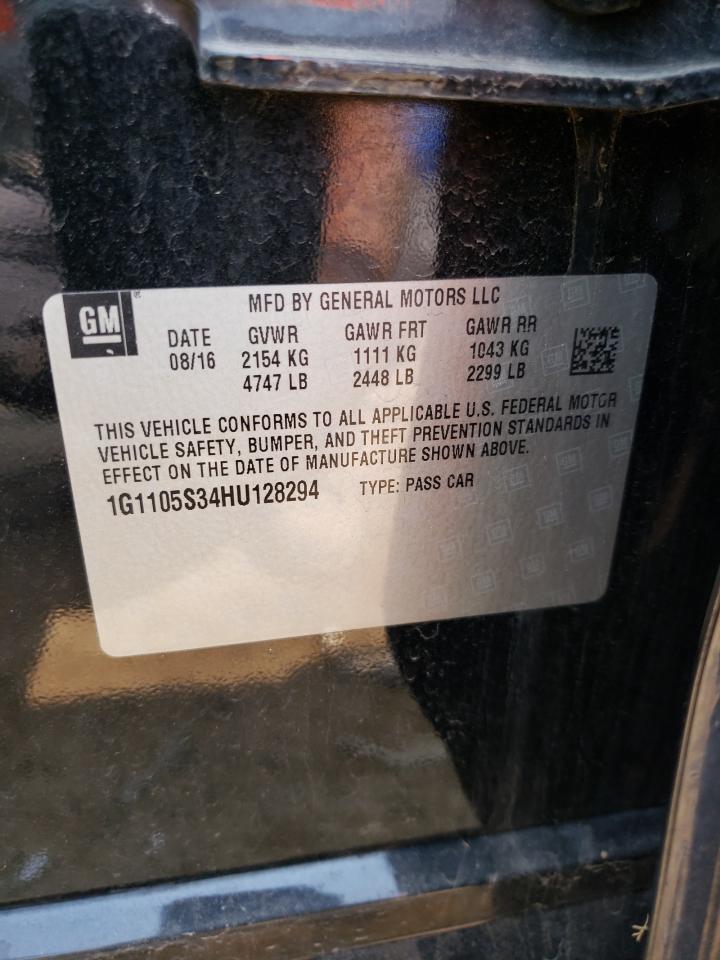 GM
MFD BY GENERAL MOTORS LLC
DATE GVWR GAWR FRT GAWR RR
08/16 2154 KG 1111 KG 1043 KG
4747 LB 2448 LB 2299 LB
THIS VEHICLE CONFORMS TO ALL APPLICABLE U.S. FEDERAL MOTOR
VEHICLE SAFETY, BUMPER, AND THEFT PREVENTION STANDARDS IN
EFFECT ON THE DATE OF MANUFACTURE SHOWN ABOVE.
1G1105S34HU128294 TYPE: PASS CAR